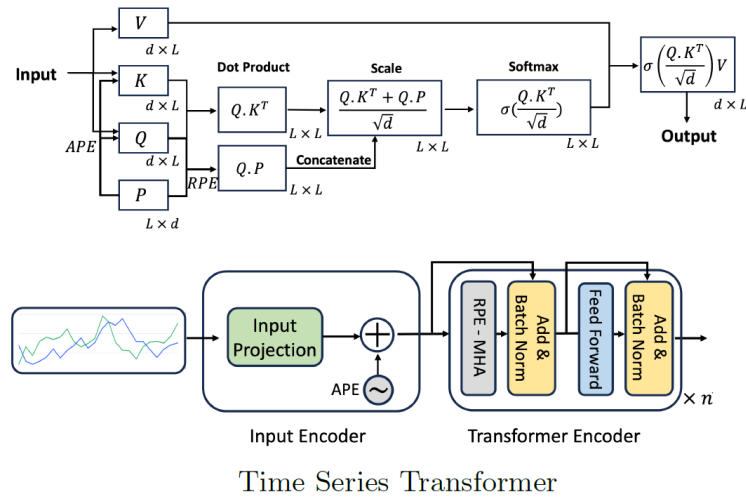 V
d × L
Input
K
d × L
APE
Q
d × L
P
L × d
RPE
Dot Product
Q.K^T
L × L
Q.P
L × L
Concatenate
Scale
Q.K^T + Q.P
√d
L × L
Softmax
σ(Q.K^T/√d)
L × L
σ(Q.K^T/√d)V
d × L
Output
Input
Projection
+
APE
~
Input Encoder
RPE - MHA
Add &
Batch Norm
Feed Forward
Add &
Batch Norm
× n
Transformer Encoder
Time Series Transformer